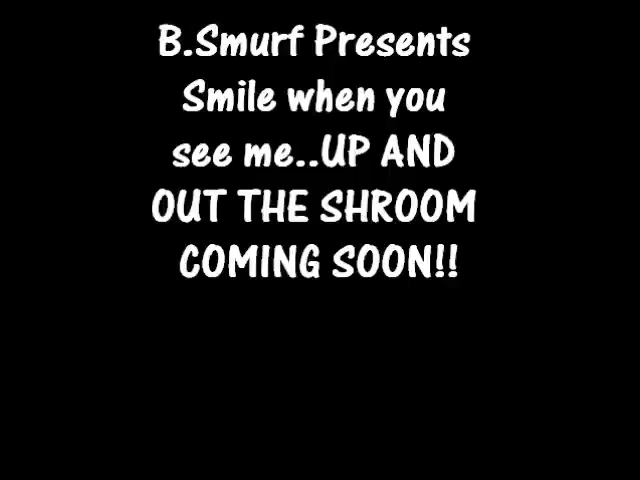 B.Smurf Presents
Smile when you
see me..UP AND
OUT THE SHROOM
COMING SOON!!